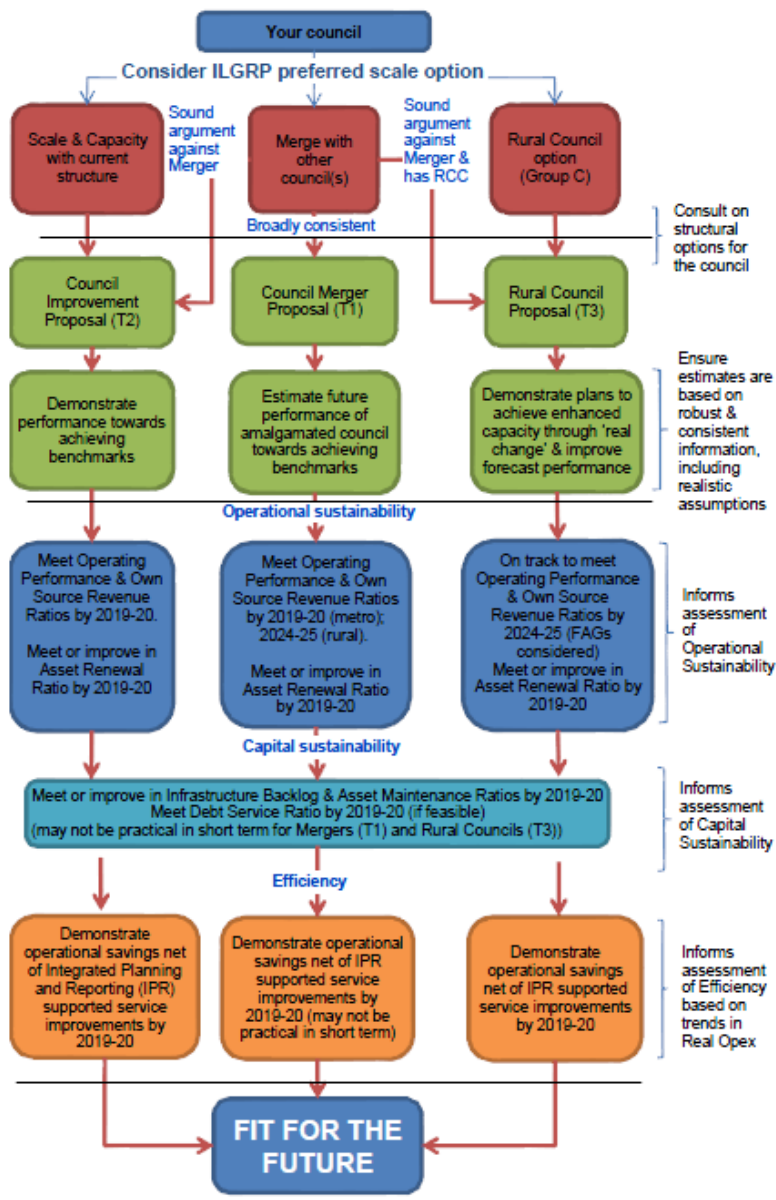 Your council
Consider ILGRP preferred scale option
Scale & Capacity
with current
structure
Sound
argument
against
Merger
Merge with
other
council(s)
Sound
argument
against
Merger &
has RCC
Rural Council
option
(Group C)
Broadly consistent
Consult on
structural
options for
the council
Council
Improvement
Proposal (T2)
Council Merger
Proposal (T1)
Rural Council
Proposal (T3)
Demonstrate
performance towards
achieving
benchmarks
Estimate future
performance of
amalgamated council
towards achieving
benchmarks
Demonstrate plans to
achieve enhanced
capacity through 'real
change' & improve
forecast performance
Ensure
estimates are
based on
robust &
consistent
information,
including
realistic
assumptions
Operational sustainability
Meet Operating
Performance & Own
Source Revenue
Ratios by 2019-20.
Meet or improve in
Asset Renewal
Ratio by 2019-20
Meet Operating
Performance & Own
Source Revenue Ratios
by 2019-20 (metro);
2024-25 (rural).
Meet or improve in
Asset Renewal Ratio
by 2019-20
On track to meet
Operating Performance
& Own Source
Revenue Ratios by
2024-25 (FAGs
considered)
Meet or improve in
Asset Renewal Ratio by
2019-20
Informs
assessment
of
Operational
Sustainability
Capital sustainability
Meet or improve in Infrastructure Backlog & Asset Maintenance Ratios by 2019-20
Meet Debt Service Ratio by 2019-20 (if feasible)
(may not be practical in short term for Mergers (T1) and Rural Councils (T3))
Informs
assessment
of Capital
Sustainability
Efficiency
Demonstrate
operational savings net
of Integrated Planning
and Reporting (IPR)
supported service
improvements by
2019-20
Demonstrate operational
savings net of IPR
supported service
improvements by
2019-20 (may not be
practical in short term)
Demonstrate
operational savings
net of IPR supported
service improvements
by 2019-20
Informs
assessment
of Efficiency
based on
trends in
Real Opex
FIT FOR THE
FUTURE